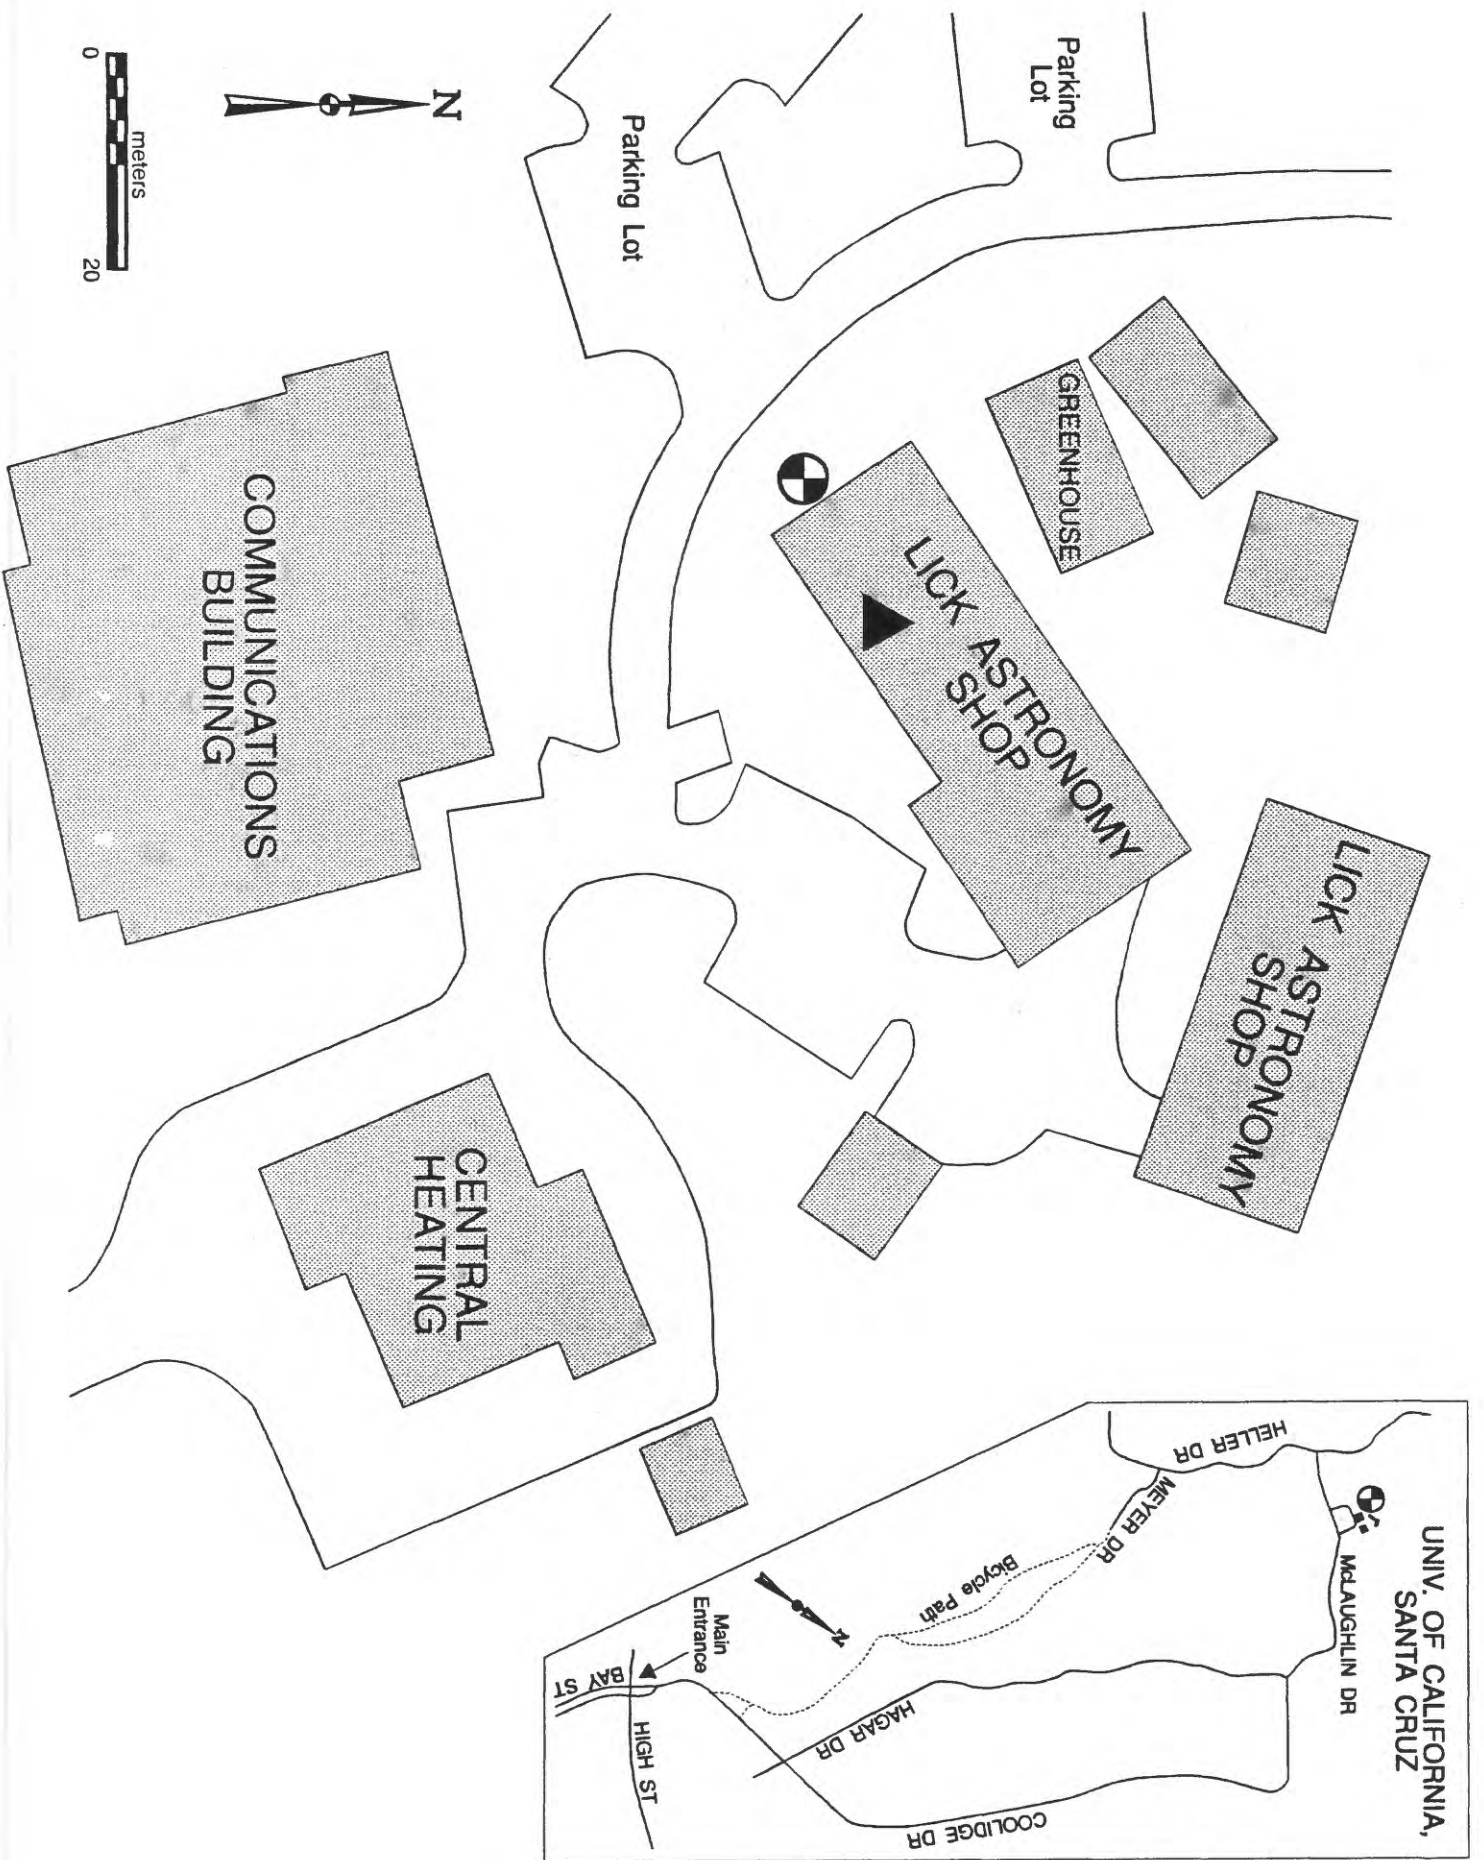 Parking
Lot
Parking Lot
N
0
20
meters
GREENHOUSE
LICK ASTRONOMY
SHOP
LICK ASTRONOMY
SHOP
COMMUNICATIONS
BUILDING
CENTRAL
HEATING
UNIV. OF CALIFORNIA,
SANTA CRUZ
HELLER DR
MEYER DR
McLAUGHLIN DR
Bicycle Path
N
Main
Entrance
BAY ST
HIGH ST
HAGAR DR
COOLIDGE DR